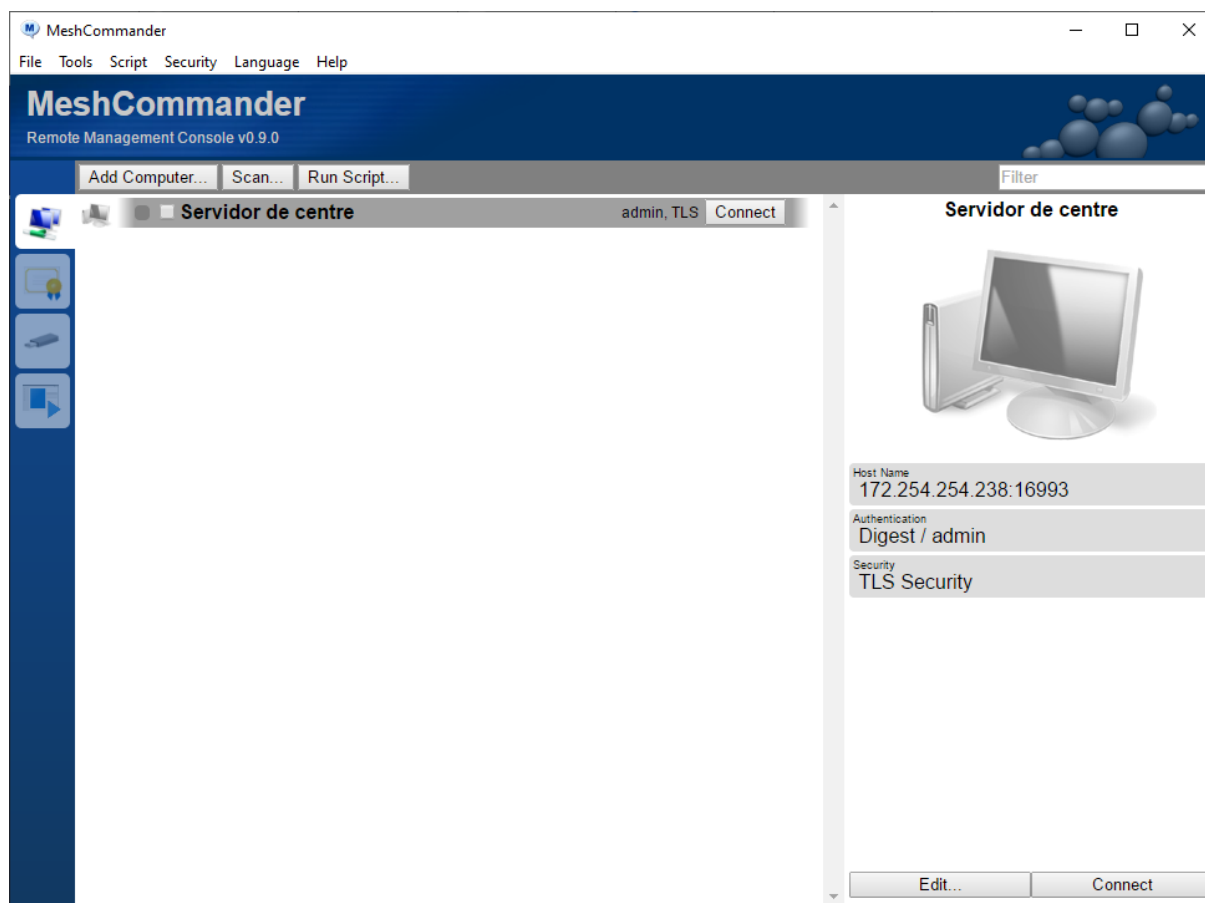 MeshCommander
File Tools Script Security Language Help
MeshCommander
Remote Management Console v0.9.0
Add Computer... Scan... Run Script... Filter
Servidor de centre admin, TLS Connect
Servidor de centre
Host Name
172.254.254.238:16993
Authentication
Digest / admin
Security
TLS Security
Edit... Connect